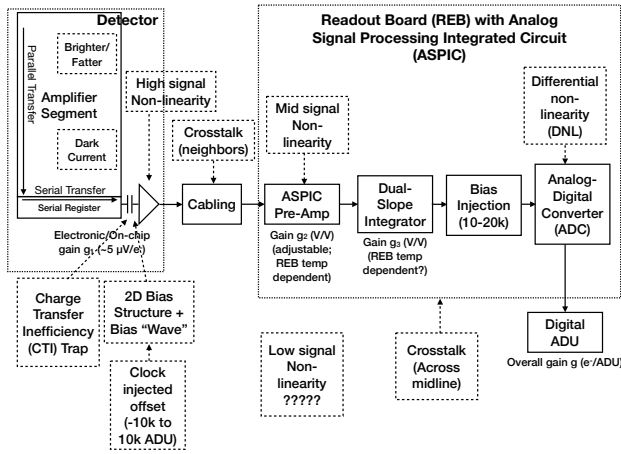 Detector
Brighter/
Fatter
Parallel Transfer
Amplifier
Segment
Dark
Current
Serial Transfer
Serial Register
Electronic/On-chip
gain g₁ (~5 µV/e-)
High signal
Non-linearity
Crosstalk
(neighbors)
Cabling
Charge
Transfer
Inefficiency
(CTI) Trap
2D Bias
Structure +
Bias “Wave”
Clock
injected
offset
(-10k to
10k ADU)
Readout Board (REB) with Analog
Signal Processing Integrated Circuit
(ASPIC)
Mid signal
Non-
linearity
ASPIC
Pre-Amp
Gain g₂ (V/V)
(adjustable;
REB temp
dependent)
Dual-
Slope
Integrator
Gain g₃ (V/V)
(REB temp
dependent?)
Bias
Injection
(10-20k)
Differential
non-
linearity
(DNL)
Analog-
Digital
Converter
(ADC)
Low signal
Non-
linearity
?????
Crosstalk
(Across
midline)
Digital
ADU
Overall gain g (e-/ADU)